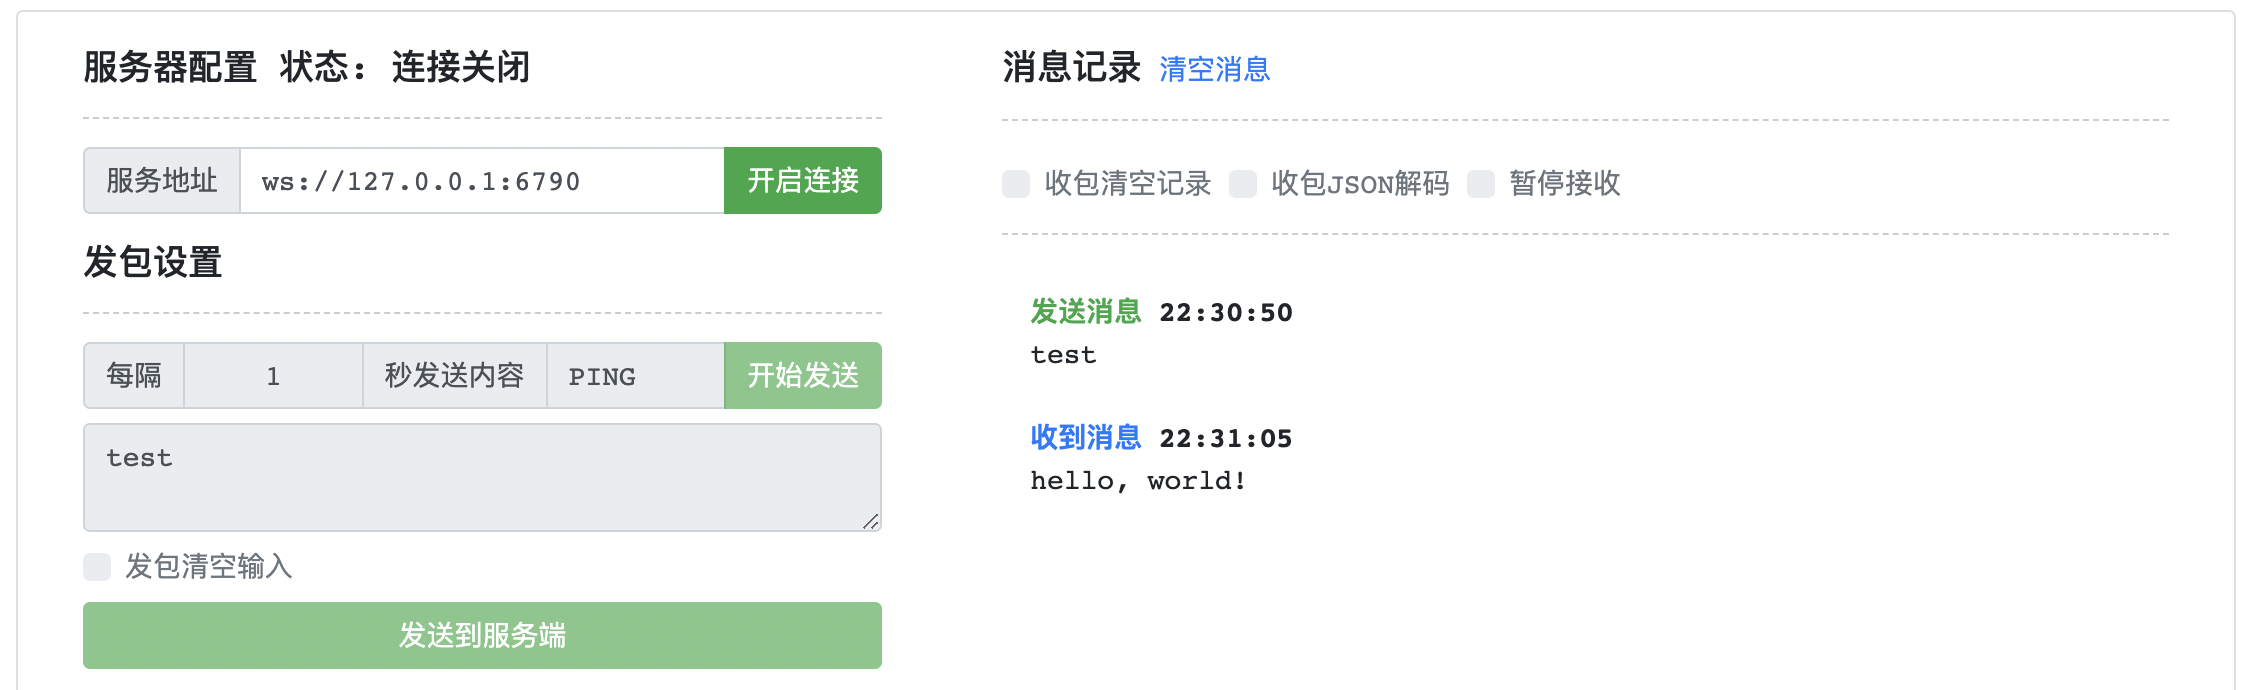 服务器配置 状态: 连接关闭
服务地址 ws://127.0.0.1:6790 开启连接
发包设置
每隔 1 秒发送内容 PING 开始发送
test
发包清空输入
发送到服务端
消息记录 清空消息
收包清空记录 收包JSON解码 暂停接收
发送消息 22:30:50
test
收到消息 22:31:05
hello, world!